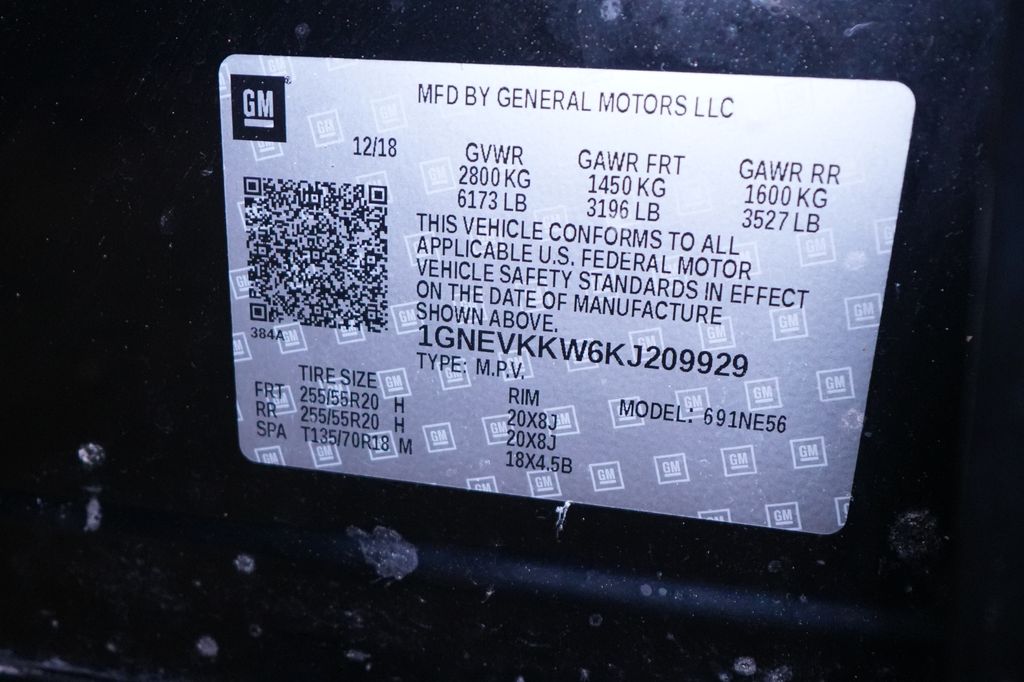 GM
MFD BY GENERAL MOTORS LLC
12/18
GVWR GAWR FRT GAWR RR
2800 KG 1450 KG 1600 KG
6173 LB 3196 LB 3527 LB
THIS VEHICLE CONFORMS TO ALL
APPLICABLE U.S. FEDERAL MOTOR
VEHICLE SAFETY STANDARDS IN EFFECT
ON THE DATE OF MANUFACTURE
SHOWN ABOVE.
384A
1GNEVKKW6KJ209929
TYPE: M.P.V.
MODEL: 691NE56
TIRE SIZE RIM
FRT 255/55R20 H 20X8J
RR 255/55R20 H 20X8J
SPA T135/70R18 M 18X4.5B